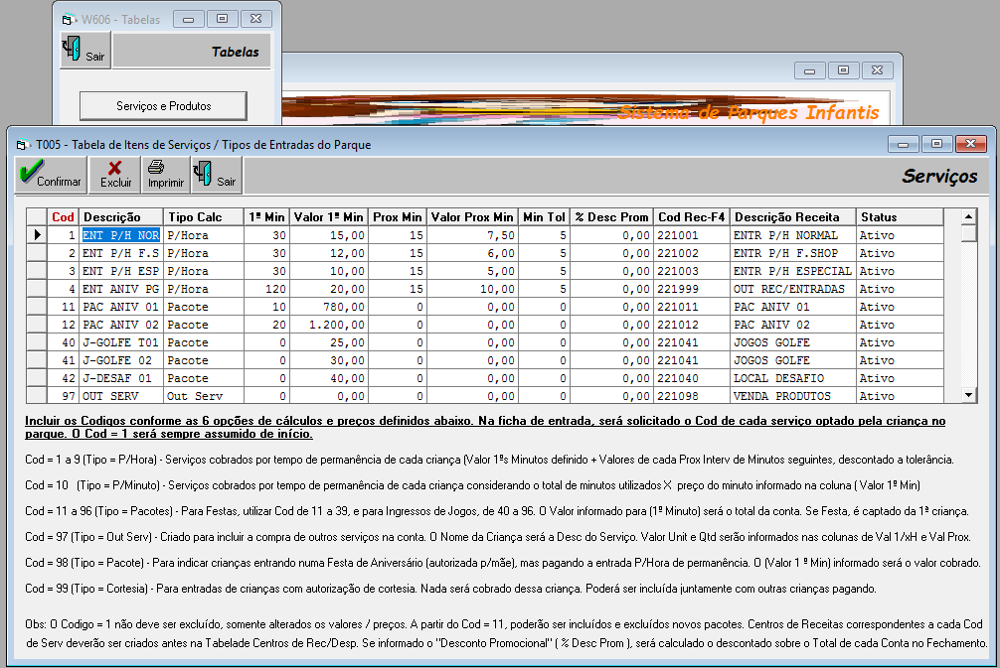 W606 - Tabelas
Sair
Tabelas
Serviços e Produtos
Sistema de Parques Infantis
T005 - Tabela de Itens de Serviços / Tipos de Entradas do Parque
Confirmar Excluir Imprimir Sair
Serviços
Cod Descrição Tipo Calc 1ª Min Valor 1ª Min Prox Min Valor Prox Min Min Tol % Desc Prom Cod Rec-F4 Descrição Receita Status
1 ENT P/H NOR P/Hora 30 15,00 15 7,50 5 0,00 221001 ENTR P/H NORMAL Ativo
2 ENT P/H F.S P/Hora 30 12,00 15 6,00 5 0,00 221002 ENTR P/H F.SHOP Ativo
3 ENT P/H ESP P/Hora 30 10,00 15 5,00 5 0,00 221003 ENTR P/H ESPECIAL Ativo
4 ENT ANIV PG P/Hora 120 20,00 15 10,00 5 0,00 221999 OUT REC/ENTRADAS Ativo
11 PAC ANIV 01 Pacote 10 780,00 0 0,00 0 0,00 221011 PAC ANIV 01 Ativo
12 PAC ANIV 02 Pacote 20 1.200,00 0 0,00 0 0,00 221012 PAC ANIV 02 Ativo
40 J-GOLFE T01 Pacote 0 25,00 0 0,00 0 0,00 221041 JOGOS GOLFE Ativo
41 J-GOLFE 02 Pacote 0 30,00 0 0,00 0 0,00 221041 JOGOS GOLFE Ativo
42 J-DESAF 01 Pacote 0 40,00 0 0,00 0 0,00 221040 LOCAL DESAFIO Ativo
97 OUT SERV Out Serv 0 0,00 0 0,00 0 0,00 221098 VENDA PRODUTOS Ativo
Incluir os Codigos conforme as 6 opções de cálculos e preços definidos abaixo. Na ficha de entrada, será solicitado o Cod de cada serviço optado pela criança no
parque. O Cod = 1 será sempre assumido de início.
Cod = 1 a 9 (Tipo = P/Hora) - Serviços cobrados por tempo de permanência de cada criança (Valor 1ªs Minutos definido + Valores de cada Prox Interv de Minutos seguintes, descontado a tolerância.
Cod = 10 (Tipo = P/Minuto) - Serviços cobrados por tempo de permanência de cada criança considerando o total de minutos utilizados X preço do minuto informado na coluna ( Valor 1ª Min)
Cod = 11 a 96 (Tipo = Pacotes) - Para Festas, utilizar Cod de 11 a 39, e para Ingressos de Jogos, de 40 a 96. O Valor informado para (1ª Minuto) será o total da conta. Se Festa, é captado da 1ª criança.
Cod = 97 (Tipo = Out Serv) - Criado para incluir a compra de outros serviços na conta. O Nome da Criança será a Desc do Serviço. Valor Unit e Qtd serão informados nas colunas de Val 1/xH e Val Prox.
Cod = 98 (Tipo = Pacote) - Para indicar crianças entrando numa Festa de Aniversário (autorizada p/mãe), mas pagando a entrada P/Hora de permanência. O (Valor 1 ª Min) informado será o valor cobrado.
Cod = 99 (Tipo = Cortesia) - Para entradas de crianças com autorização de cortesia. Nada será cobrado dessa criança. Poderá ser incluída juntamente com outras crianças pagando.
Obs: O Codigo = 1 não deve ser excluído, somente alterados os valores / preços. A partir do Cod = 11, poderão ser incluídos e excluídos novos pacotes. Centros de Receitas correspondentes a cada Cod
de Serv deverão ser criados antes na Tabelade Centros de Rec/Desp. Se informado o "Desconto Promocional" ( % Desc Prom ), será calculado o descontado sobre o Total de cada Conta no Fechamento.